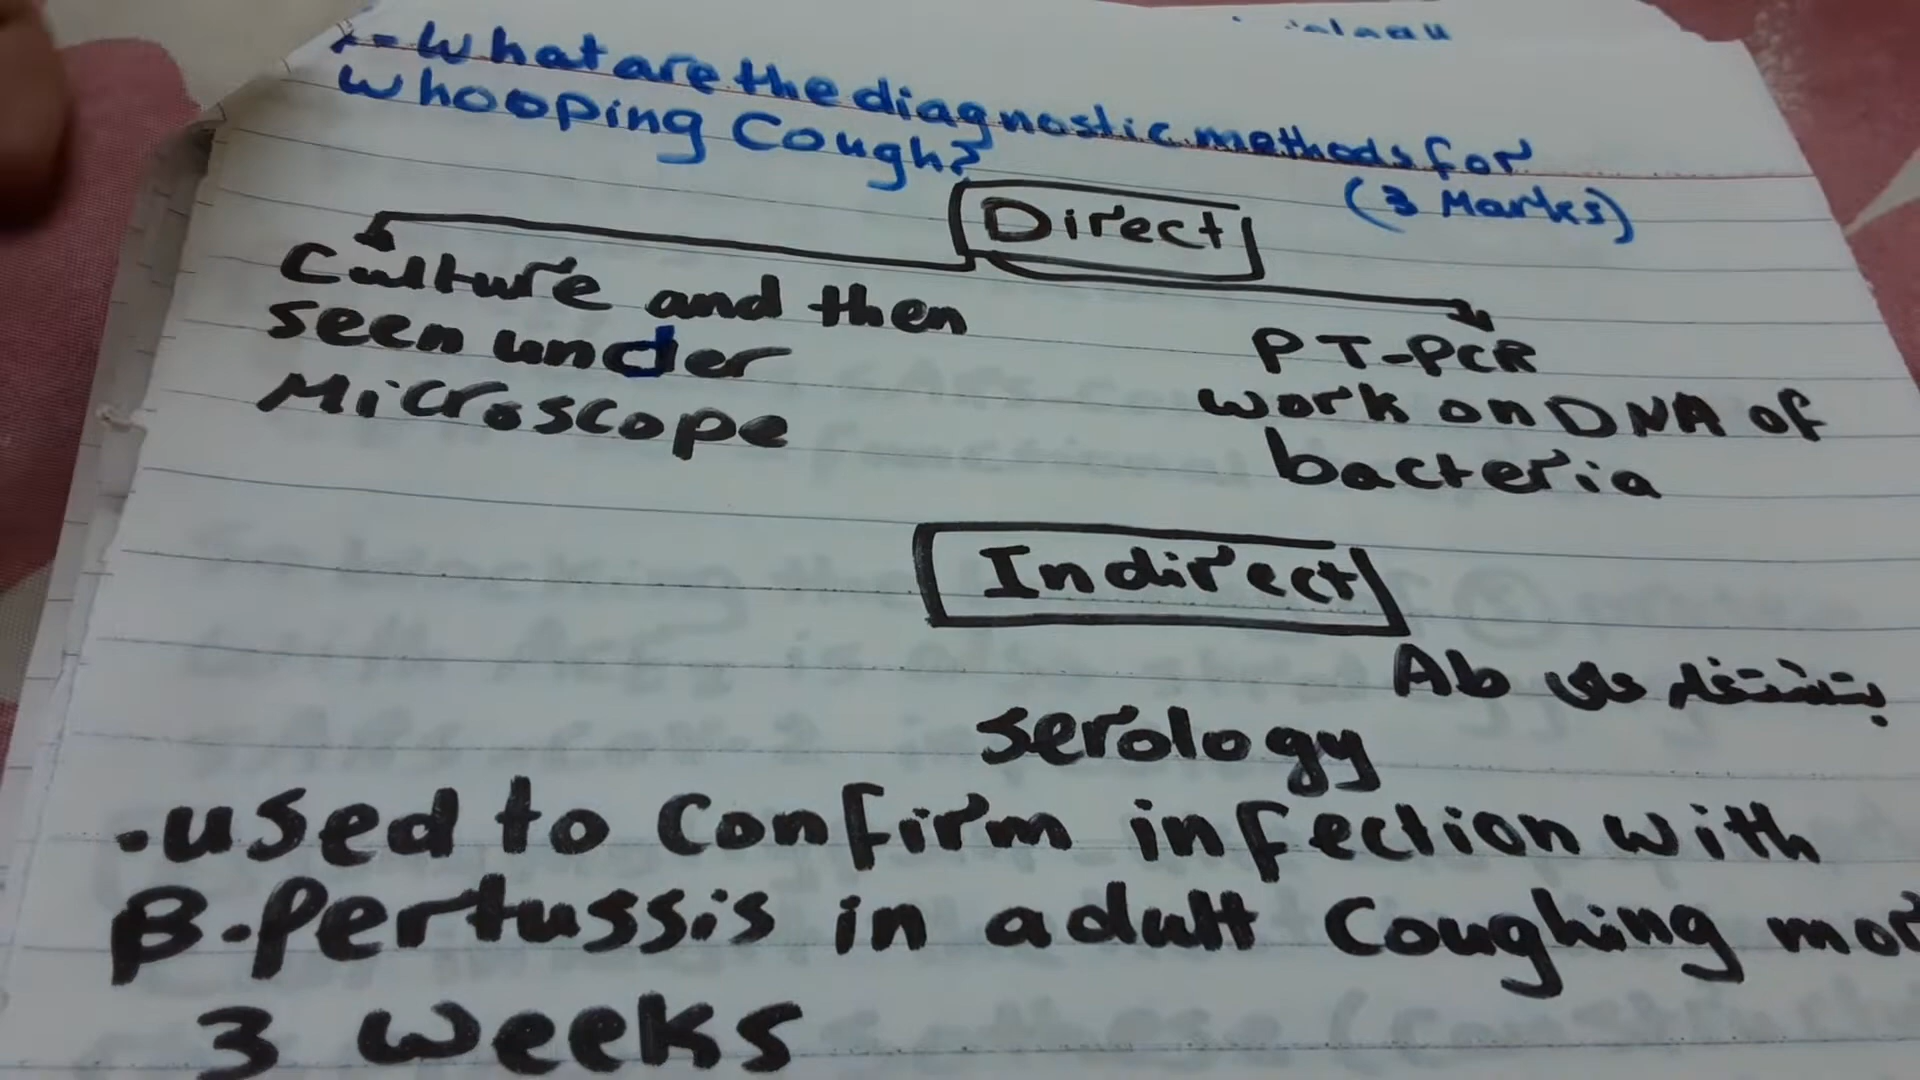 What are the diagnostic methods for
Whooping Cough?
(3 Marks)
Direct
Culture and then
seen under
Microscope
PT-PCR
work on DNA of
bacteria
Indirect
Ab بتشتغل على
serology
.used to Confirm infection with
B.Pertussis in adult Coughing mor
3 weeks